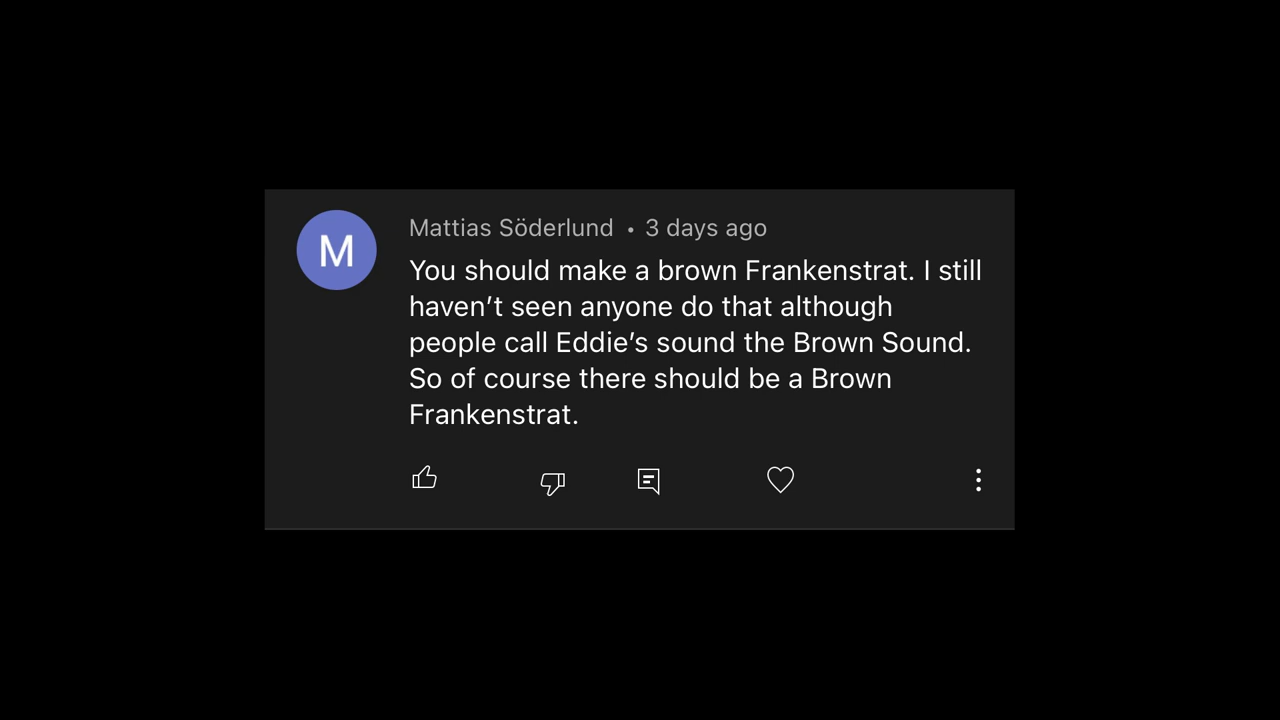 M
Mattias Söderlund • 3 days ago
You should make a brown Frankenstrat. I still
haven’t seen anyone do that although
people call Eddie’s sound the Brown Sound.
So of course there should be a Brown
Frankenstrat.